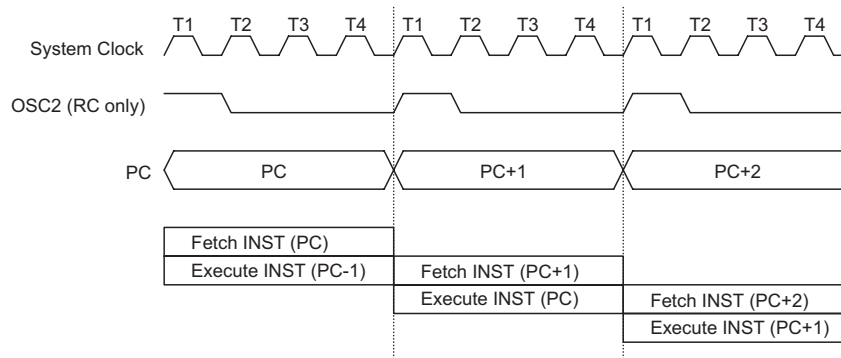 T1 T2 T3 T4 T1 T2 T3 T4 T1 T2 T3 T4
System Clock
OSC2 (RC only)
PC PC PC+1 PC+2
Fetch INST (PC)
Execute INST (PC-1) Fetch INST (PC+1)
Execute INST (PC) Fetch INST (PC+2)
Execute INST (PC+1)